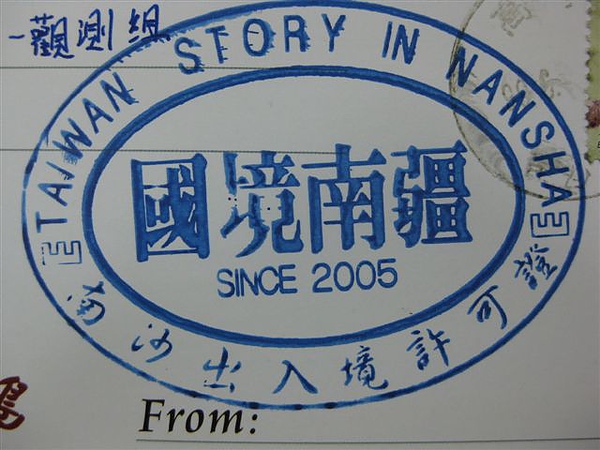 一觀測組
TAIWAN STORY IN NANSHA
國境南疆
SINCE 2005
南沙出入境許可證
From: